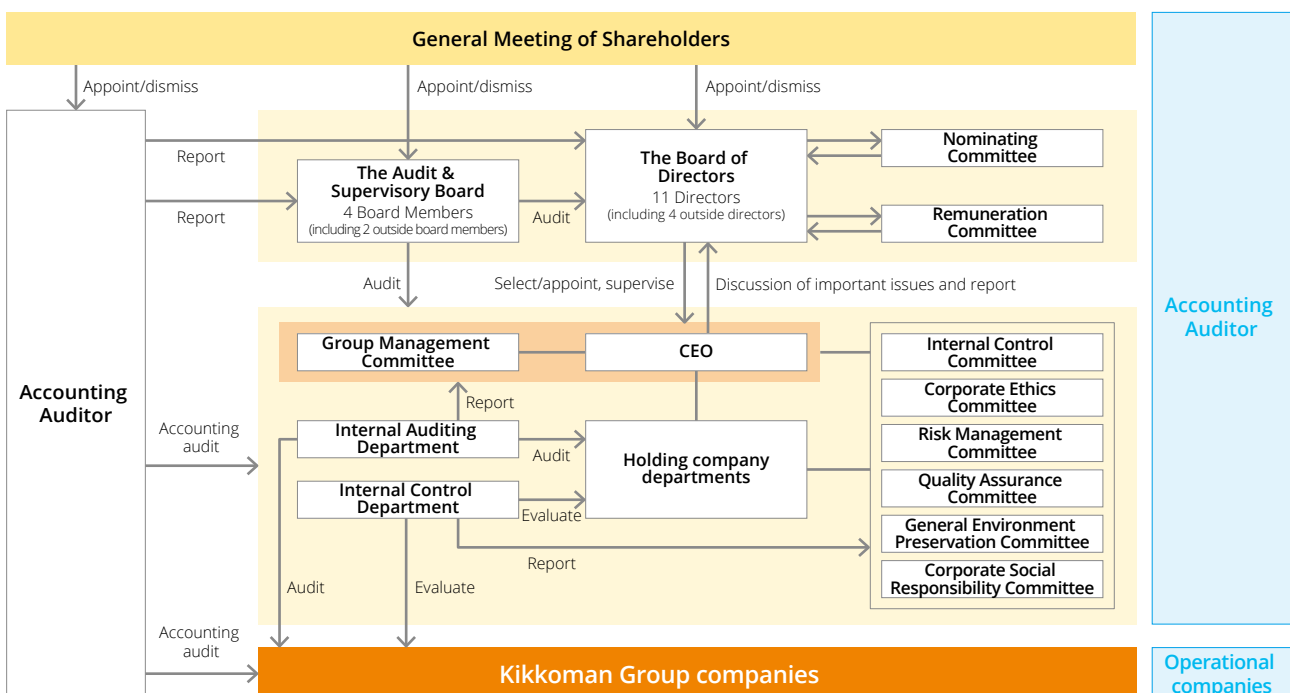 General Meeting of Shareholders
Appoint/dismiss
Appoint/dismiss
Appoint/dismiss
Report
Report
The Audit &
Supervisory Board
4 Board Members
(including 2 outside board members)
Audit
The Board of
Directors
11 Directors
(including 4 outside directors)
Nominating
Committee
Remuneration
Committee
Audit
Select/appoint, supervise
Discussion of important issues and report
Accounting
Auditor
Accounting
Auditor
Group Management
Committee
CEO
Internal Control
Committee
Corporate Ethics
Committee
Risk Management
Committee
Quality Assurance
Committee
General Environment
Preservation Committee
Corporate Social
Responsibility Committee
Report
Accounting
audit
Internal Auditing
Department
Audit
Holding company
departments
Internal Control
Department
Evaluate
Report
Audit
Evaluate
Accounting
audit
Kikkoman Group companies
Operational
companies